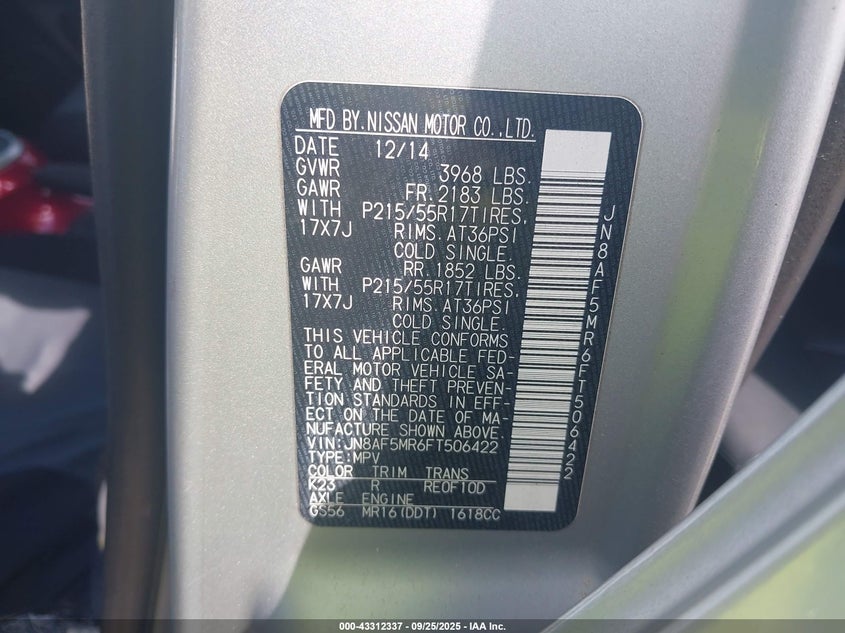 MFD BY.NISSAN MOTOR CO.,LTD.
DATE 12/14
GVWR 3968 LBS.
GAWR FR.2183 LBS.
WITH P215/55R17TIRES.
17X7J RIMS.AT36PSI
COLD SINGLE.
GAWR RR.1852 LBS.
WITH P215/55R17TIRES.
17X7J RIMS.AT36PSI
COLD SINGLE.
THIS VEHICLE CONFORMS
TO ALL APPLICABLE FED-
ERAL MOTOR VEHICLE SA-
FETY AND THEFT PREVEN-
TION STANDARDS IN EFF-
ECT ON THE DATE OF MA-
NUFACTURE SHOWN ABOVE.
VIN:JN8AF5MR6FT506422
TYPE:MPV
COLOR TRIM TRANS
K23 R RE0F10D
AXLE ENGINE
GS56 MR16(DDT) 1618CC
JN8AF5MR6FT506422
000-43312337 | 09/25/2025 | IAA Inc.